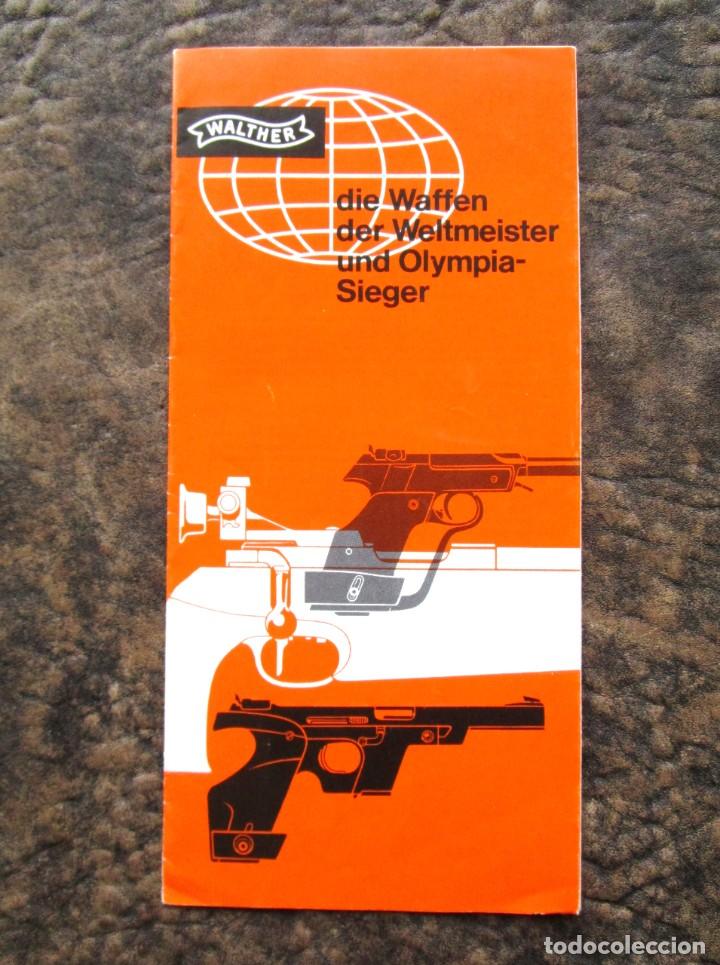 WALTHER
die Waffen
der Weltmeister
und Olympia-
Sieger
todocoleccion